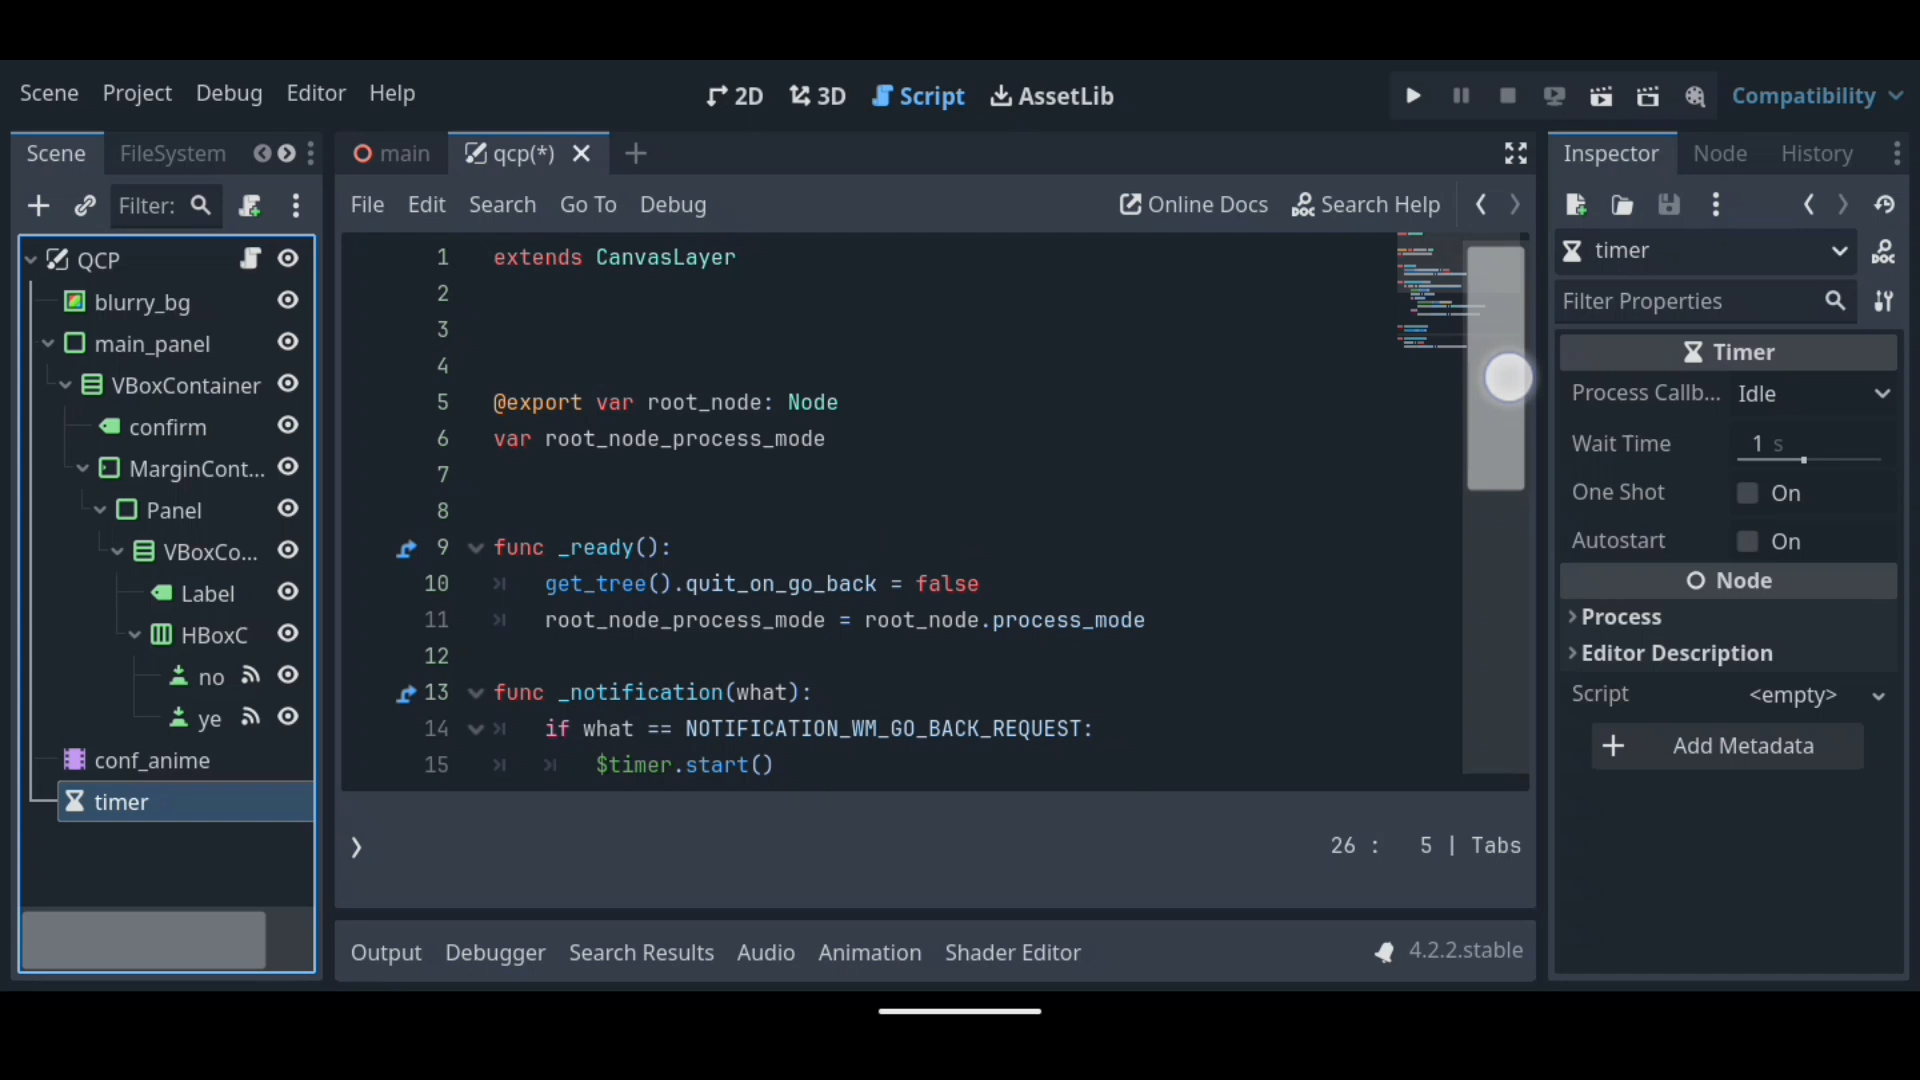 Scene Project Debug Editor Help
2D 3D Script AssetLib
Compatibility
Scene FileSystem
Filter:
QCP
blurry_bg
main_panel
VBoxContainer
confirm
MarginCont...
Panel
VBoxCo...
Label
HBoxC
no
ye
conf_anime
timer
main qcp(*)
File Edit Search Go To Debug
Online Docs Search Help
1 extends CanvasLayer
2
3
4
5 @export var root_node: Node
6 var root_node_process_mode
7
8
9 func _ready():
10 get_tree().quit_on_go_back = false
11 root_node_process_mode = root_node.process_mode
12
13 func _notification(what):
14 if what == NOTIFICATION_WM_GO_BACK_REQUEST:
15 $timer.start()
26 : 5 | Tabs
Output Debugger Search Results Audio Animation Shader Editor
4.2.2.stable
Inspector Node History
DOC
timer
Filter Properties
Timer
Process Callb... Idle
Wait Time 1 s
One Shot On
Autostart On
Node
Process
Editor Description
Script <empty>
Add Metadata